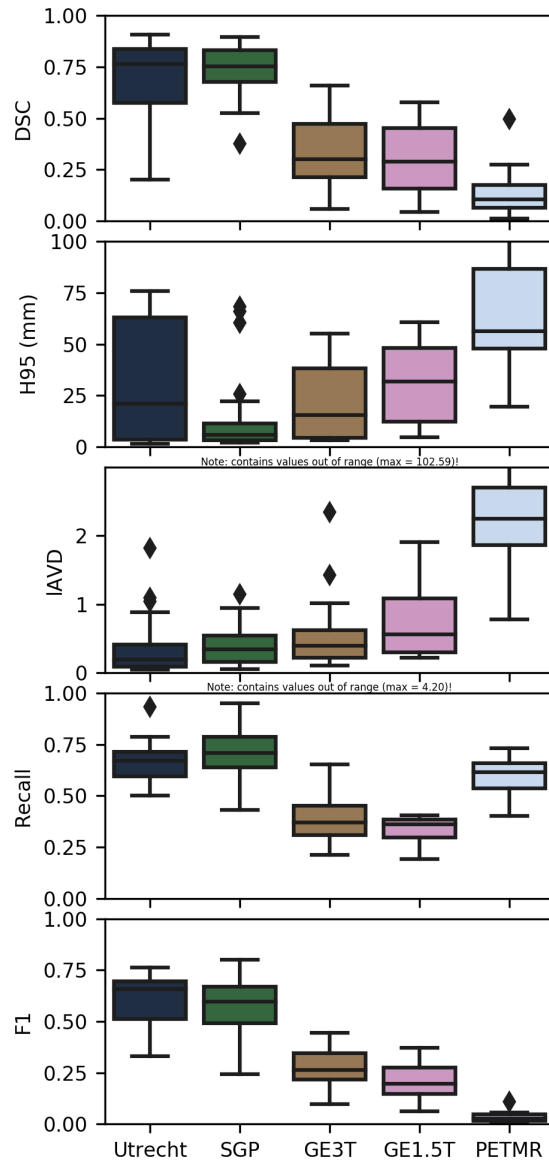 1.00
0.75
0.50
0.25
0.00
DSC
100
75
50
25
0
H95 (mm)
Note: contains values out of range (max = 102.59)!
2
1
0
lAVD
Note: contains values out of range (max = 4.20)!
1.00
0.75
0.50
0.25
0.00
Recall
1.00
0.75
0.50
0.25
0.00
F1
Utrecht SGP GE3T GE1.5T PETMR